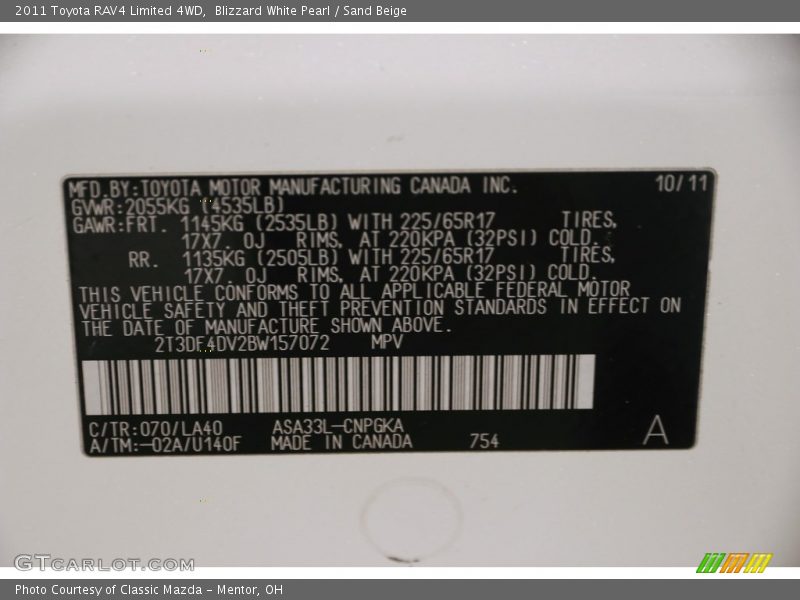 2011 Toyota RAV4 Limited 4WD,  Blizzard White Pearl / Sand Beige
MFD.BY:TOYOTA MOTOR MANUFACTURING CANADA INC. 10/11
GVWR:2055KG (4535LB)
GAWR:FRT. 1145KG (2535LB) WITH 225/65R17 TIRES,
17X7. 0J RIMS, AT 220KPA (32PSI) COLD.
RR. 1135KG (2505LB) WITH 225/65R17 TIRES,
17X7. 0J RIMS, AT 220KPA (32PSI) COLD.
THIS VEHICLE CONFORMS TO ALL APPLICABLE FEDERAL MOTOR
VEHICLE SAFETY AND THEFT PREVENTION STANDARDS IN EFFECT ON
THE DATE OF MANUFACTURE SHOWN ABOVE.
2T3DF4DV2BW157072 MPV
C/TR:070/LA40 ASA33L-CNPGKA
A/TM:-02A/U140F MADE IN CANADA 754 A
GTcarlot.com
Photo Courtesy of Classic Mazda - Mentor, OH